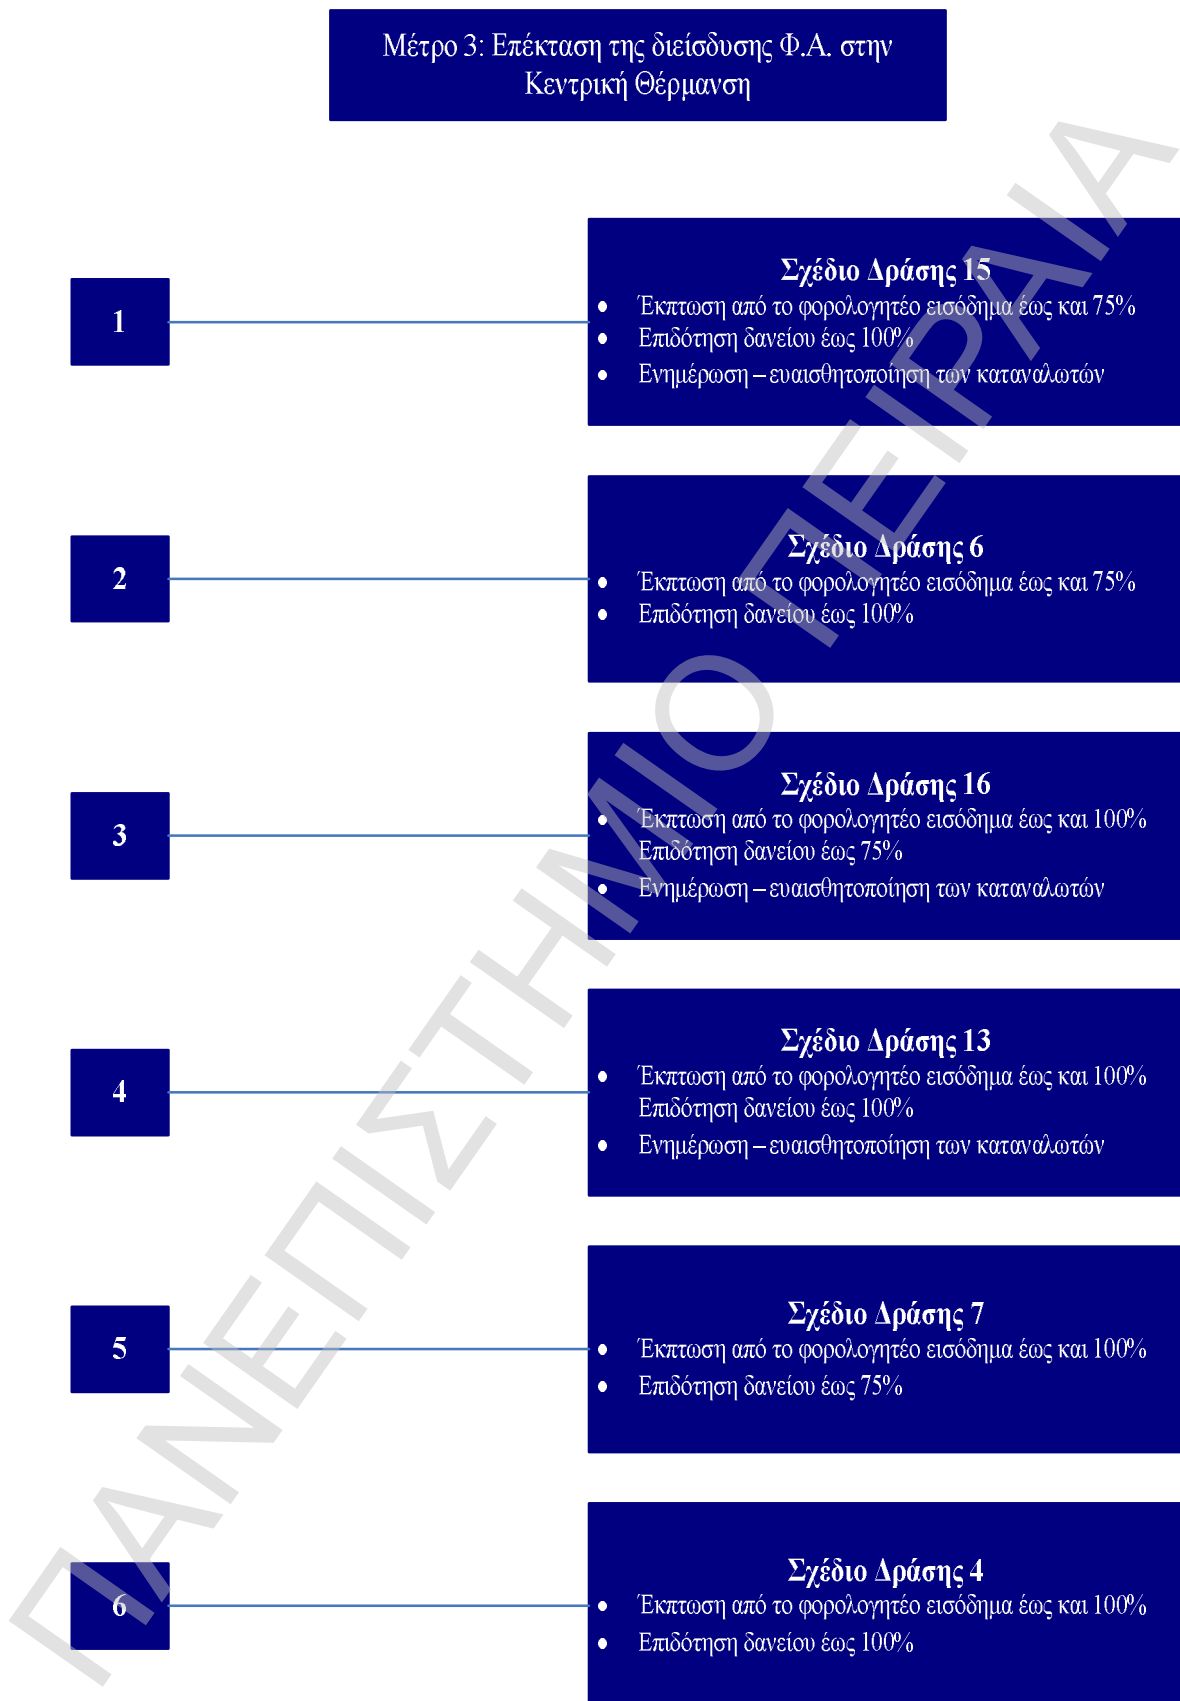 Μέτρο 3: Επέκταση της διείσδυσης Φ.Α. στην
Κεντρική Θέρμανση
1
Σχέδιο Δράσης 15
• Έκπτωση από το φορολογητέο εισόδημα έως και 75%
• Επιδότηση δανείου έως 100%
• Ενημέρωση – ευαισθητοποίηση των καταναλωτών
2
Σχέδιο Δράσης 6
• Έκπτωση από το φορολογητέο εισόδημα έως και 75%
• Επιδότηση δανείου έως 100%
3
Σχέδιο Δράσης 16
• Έκπτωση από το φορολογητέο εισόδημα έως και 100%
Επιδότηση δανείου έως 75%
• Ενημέρωση – ευαισθητοποίηση των καταναλωτών
4
Σχέδιο Δράσης 13
• Έκπτωση από το φορολογητέο εισόδημα έως και 100%
Επιδότηση δανείου έως 100%
• Ενημέρωση – ευαισθητοποίηση των καταναλωτών
5
Σχέδιο Δράσης 7
• Έκπτωση από το φορολογητέο εισόδημα έως και 100%
• Επιδότηση δανείου έως 75%
6
Σχέδιο Δράσης 4
• Έκπτωση από το φορολογητέο εισόδημα έως και 100%
• Επιδότηση δανείου έως 100%
ΠΑΝΕΠΙΣΤΗΜΙΟ ΠΕΙΡΑΙΑ